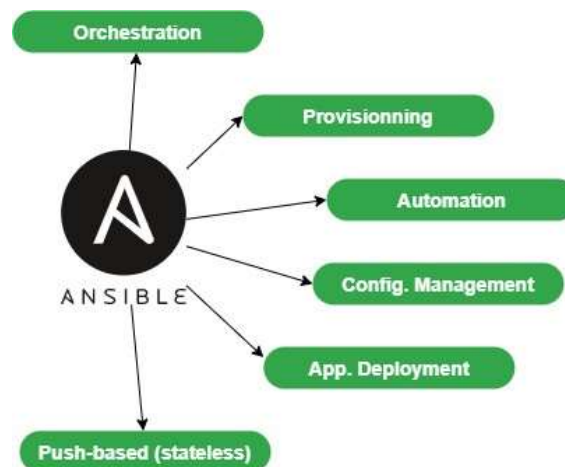 Orchestration
Provisionning
Automation
Config. Management
ANSIBLE
App. Deployment
Push-based (stateless)